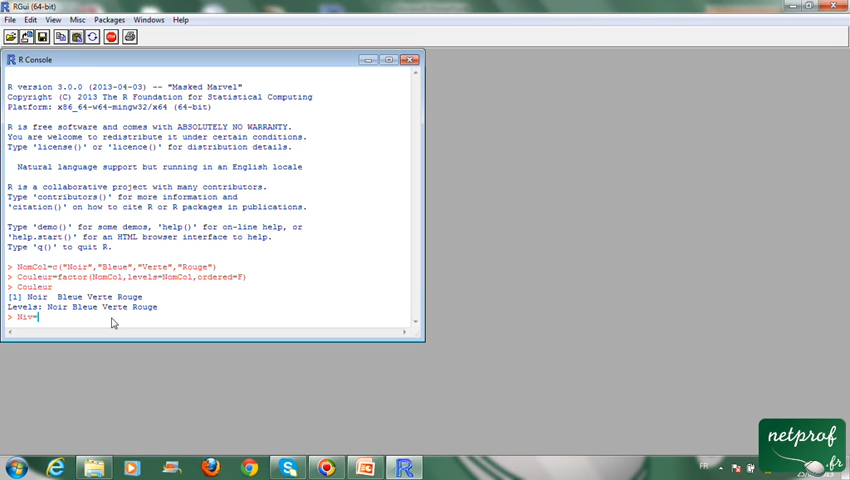 RGui (64-bit)
File Edit View Misc Packages Windows Help
R Console
R version 3.0.0 (2013-04-03) -- "Masked Marvel"
Copyright (C) 2013 The R Foundation for Statistical Computing
Platform: x86_64-w64-mingw32/x64 (64-bit)
R is free software and comes with ABSOLUTELY NO WARRANTY.
You are welcome to redistribute it under certain conditions.
Type 'license()' or 'licence()' for distribution details.
Natural language support but running in an English locale
R is a collaborative project with many contributors.
Type 'contributors()' for more information and
'citation()' on how to cite R or R packages in publications.
Type 'demo()' for some demos, 'help()' for on-line help, or
'help.start()' for an HTML browser interface to help.
Type 'q()' to quit R.
> NomCol=c("Noir","Bleue","Verte","Rouge")
> Couleur=factor(NomCol,levels=NomCol,ordered=F)
> Couleur
[1] Noir  Bleue Verte Rouge
Levels: Noir Bleue Verte Rouge
> Niv=
netprof
.fr
FR